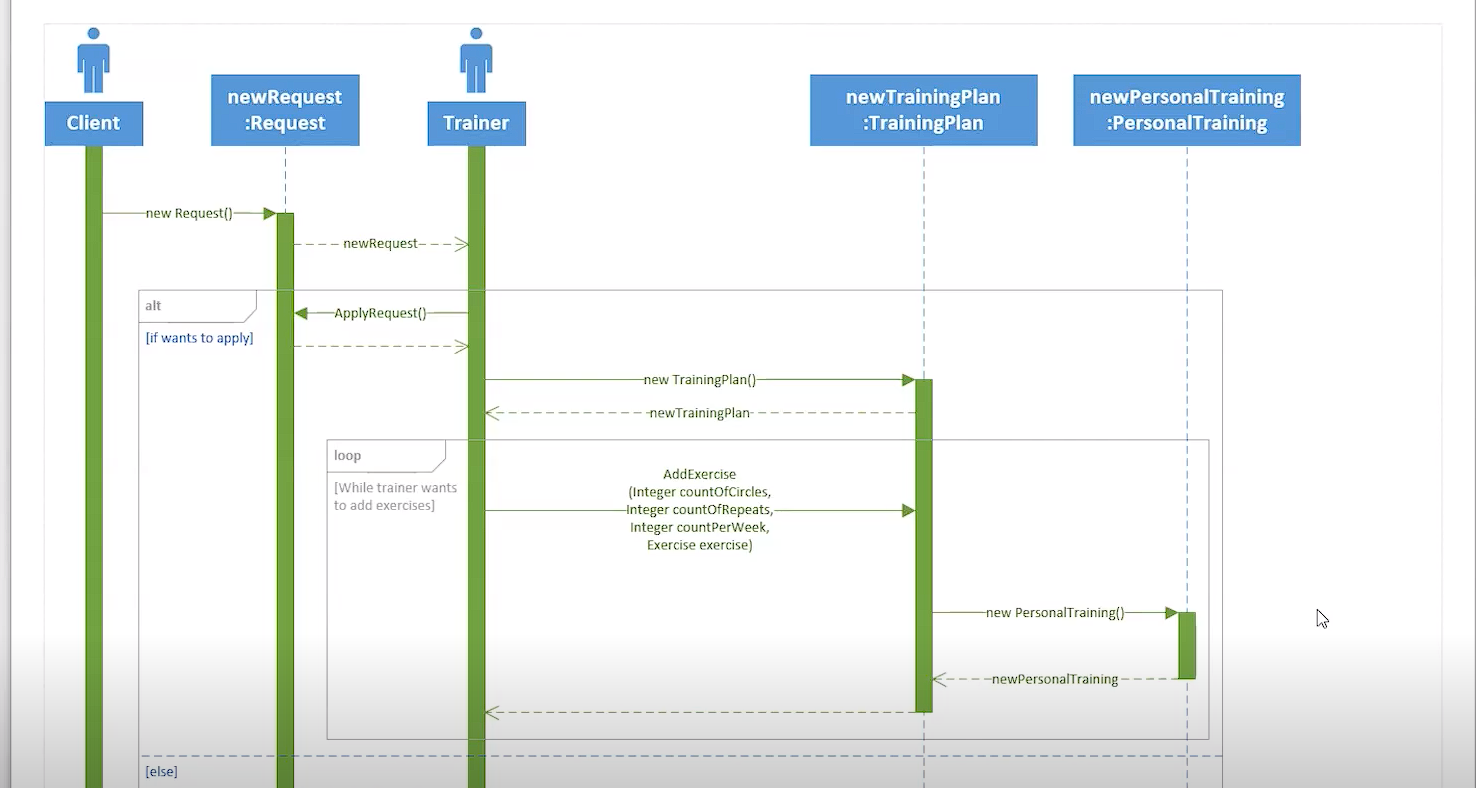 Client
newRequest
:Request
Trainer
newTrainingPlan
:TrainingPlan
newPersonalTraining
:PersonalTraining
new Request()
newRequest
alt
[if wants to apply]
ApplyRequest()
new TrainingPlan()
newTrainingPlan
loop
[While trainer wants
to add exercises]
AddExercise
(Integer countOfCircles,
Integer countOfRepeats,
Integer countPerWeek,
Exercise exercise)
new PersonalTraining()
newPersonalTraining
[else]